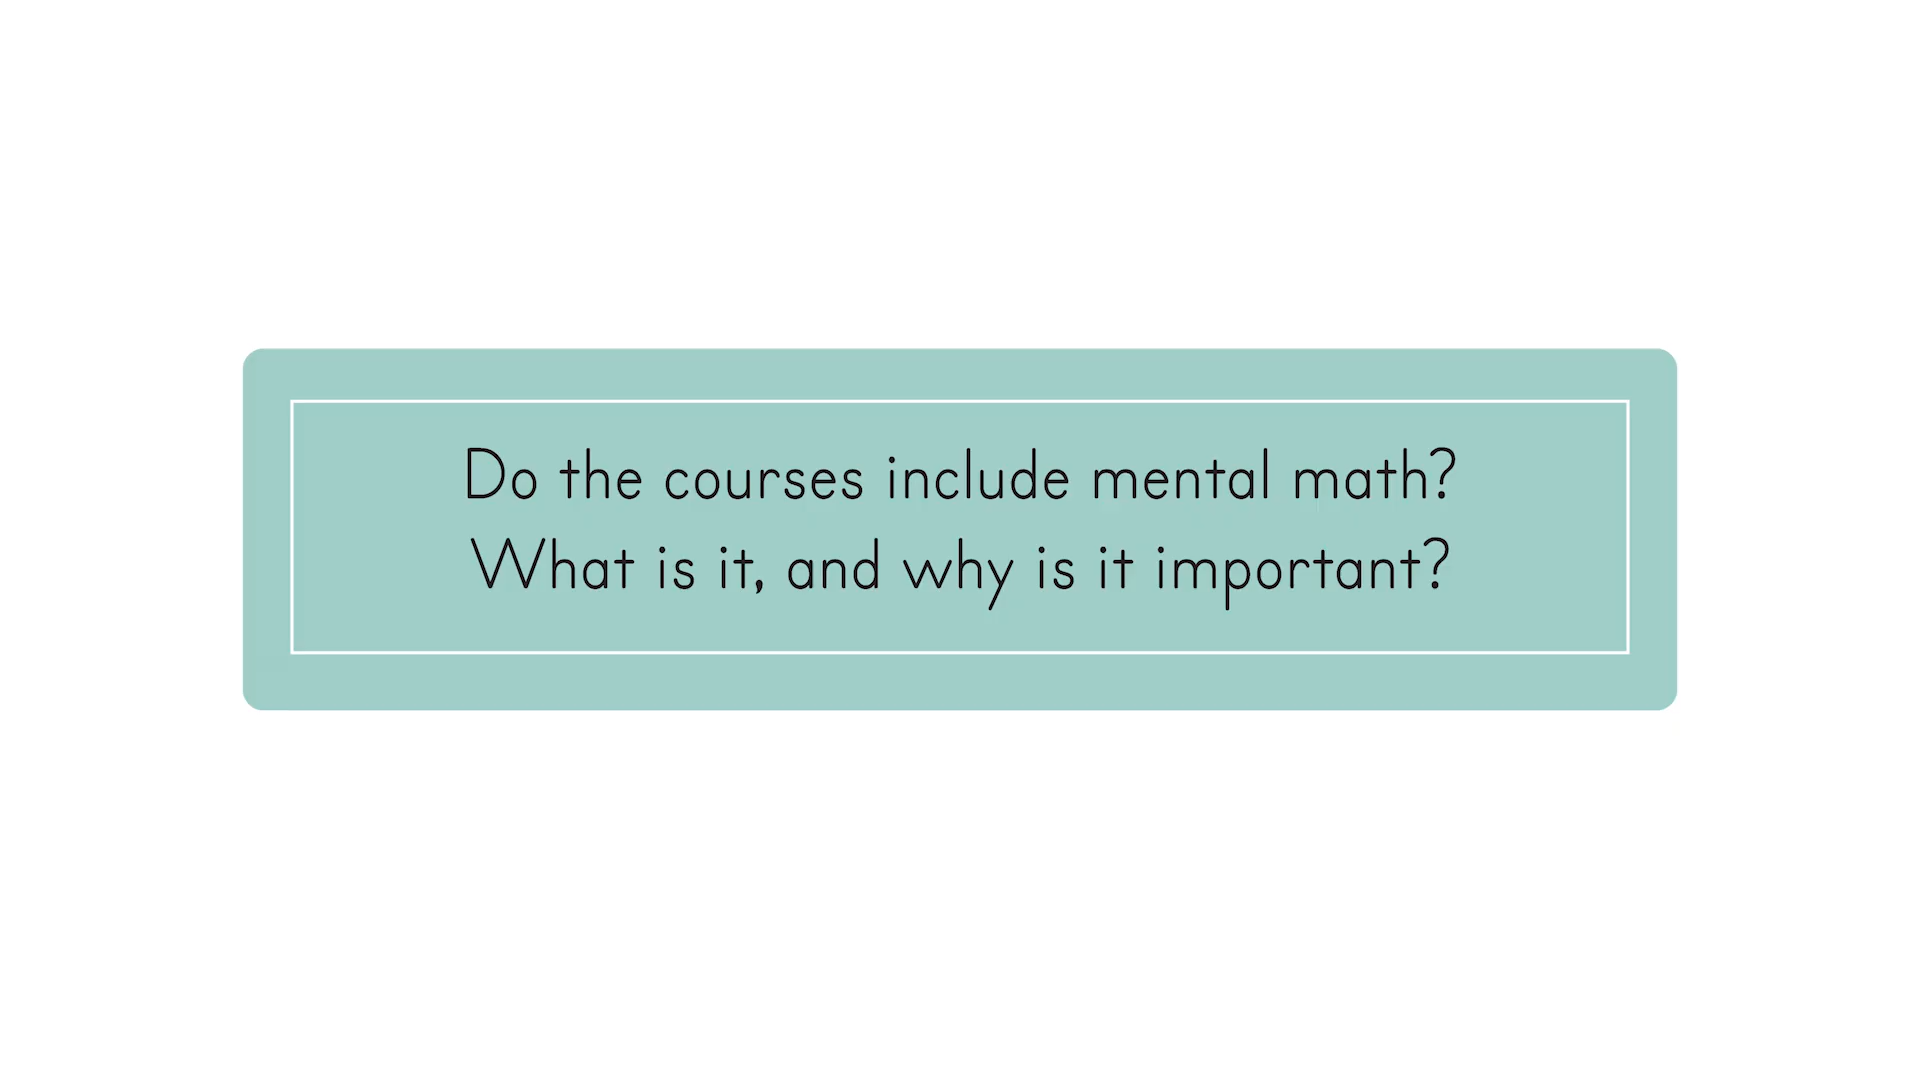 Do the courses include mental math?
What is it, and why is it important?